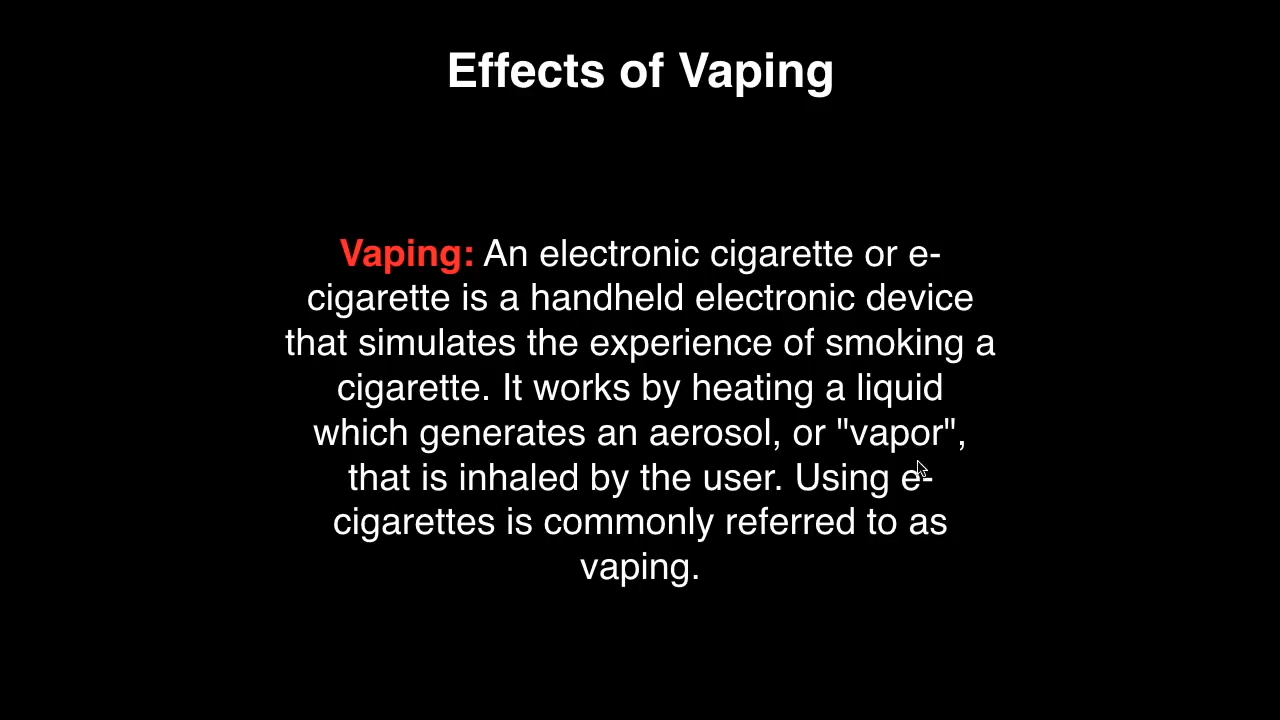 Effects of Vaping
Vaping: An electronic cigarette or e-
cigarette is a handheld electronic device
that simulates the experience of smoking a
cigarette. It works by heating a liquid
which generates an aerosol, or "vapor",
that is inhaled by the user. Using e-
cigarettes is commonly referred to as
vaping.